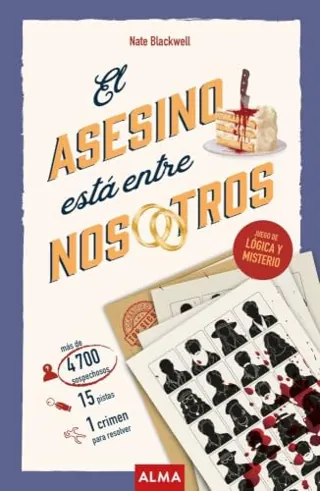 Nate Blackwell
El
ASESINO
está entre
NOSOTROS
JUEGO DE
LÓGICA Y
MISTERIO
más de
4700
sospechosos
15 pistas
1 crimen
para resolver
ALMA